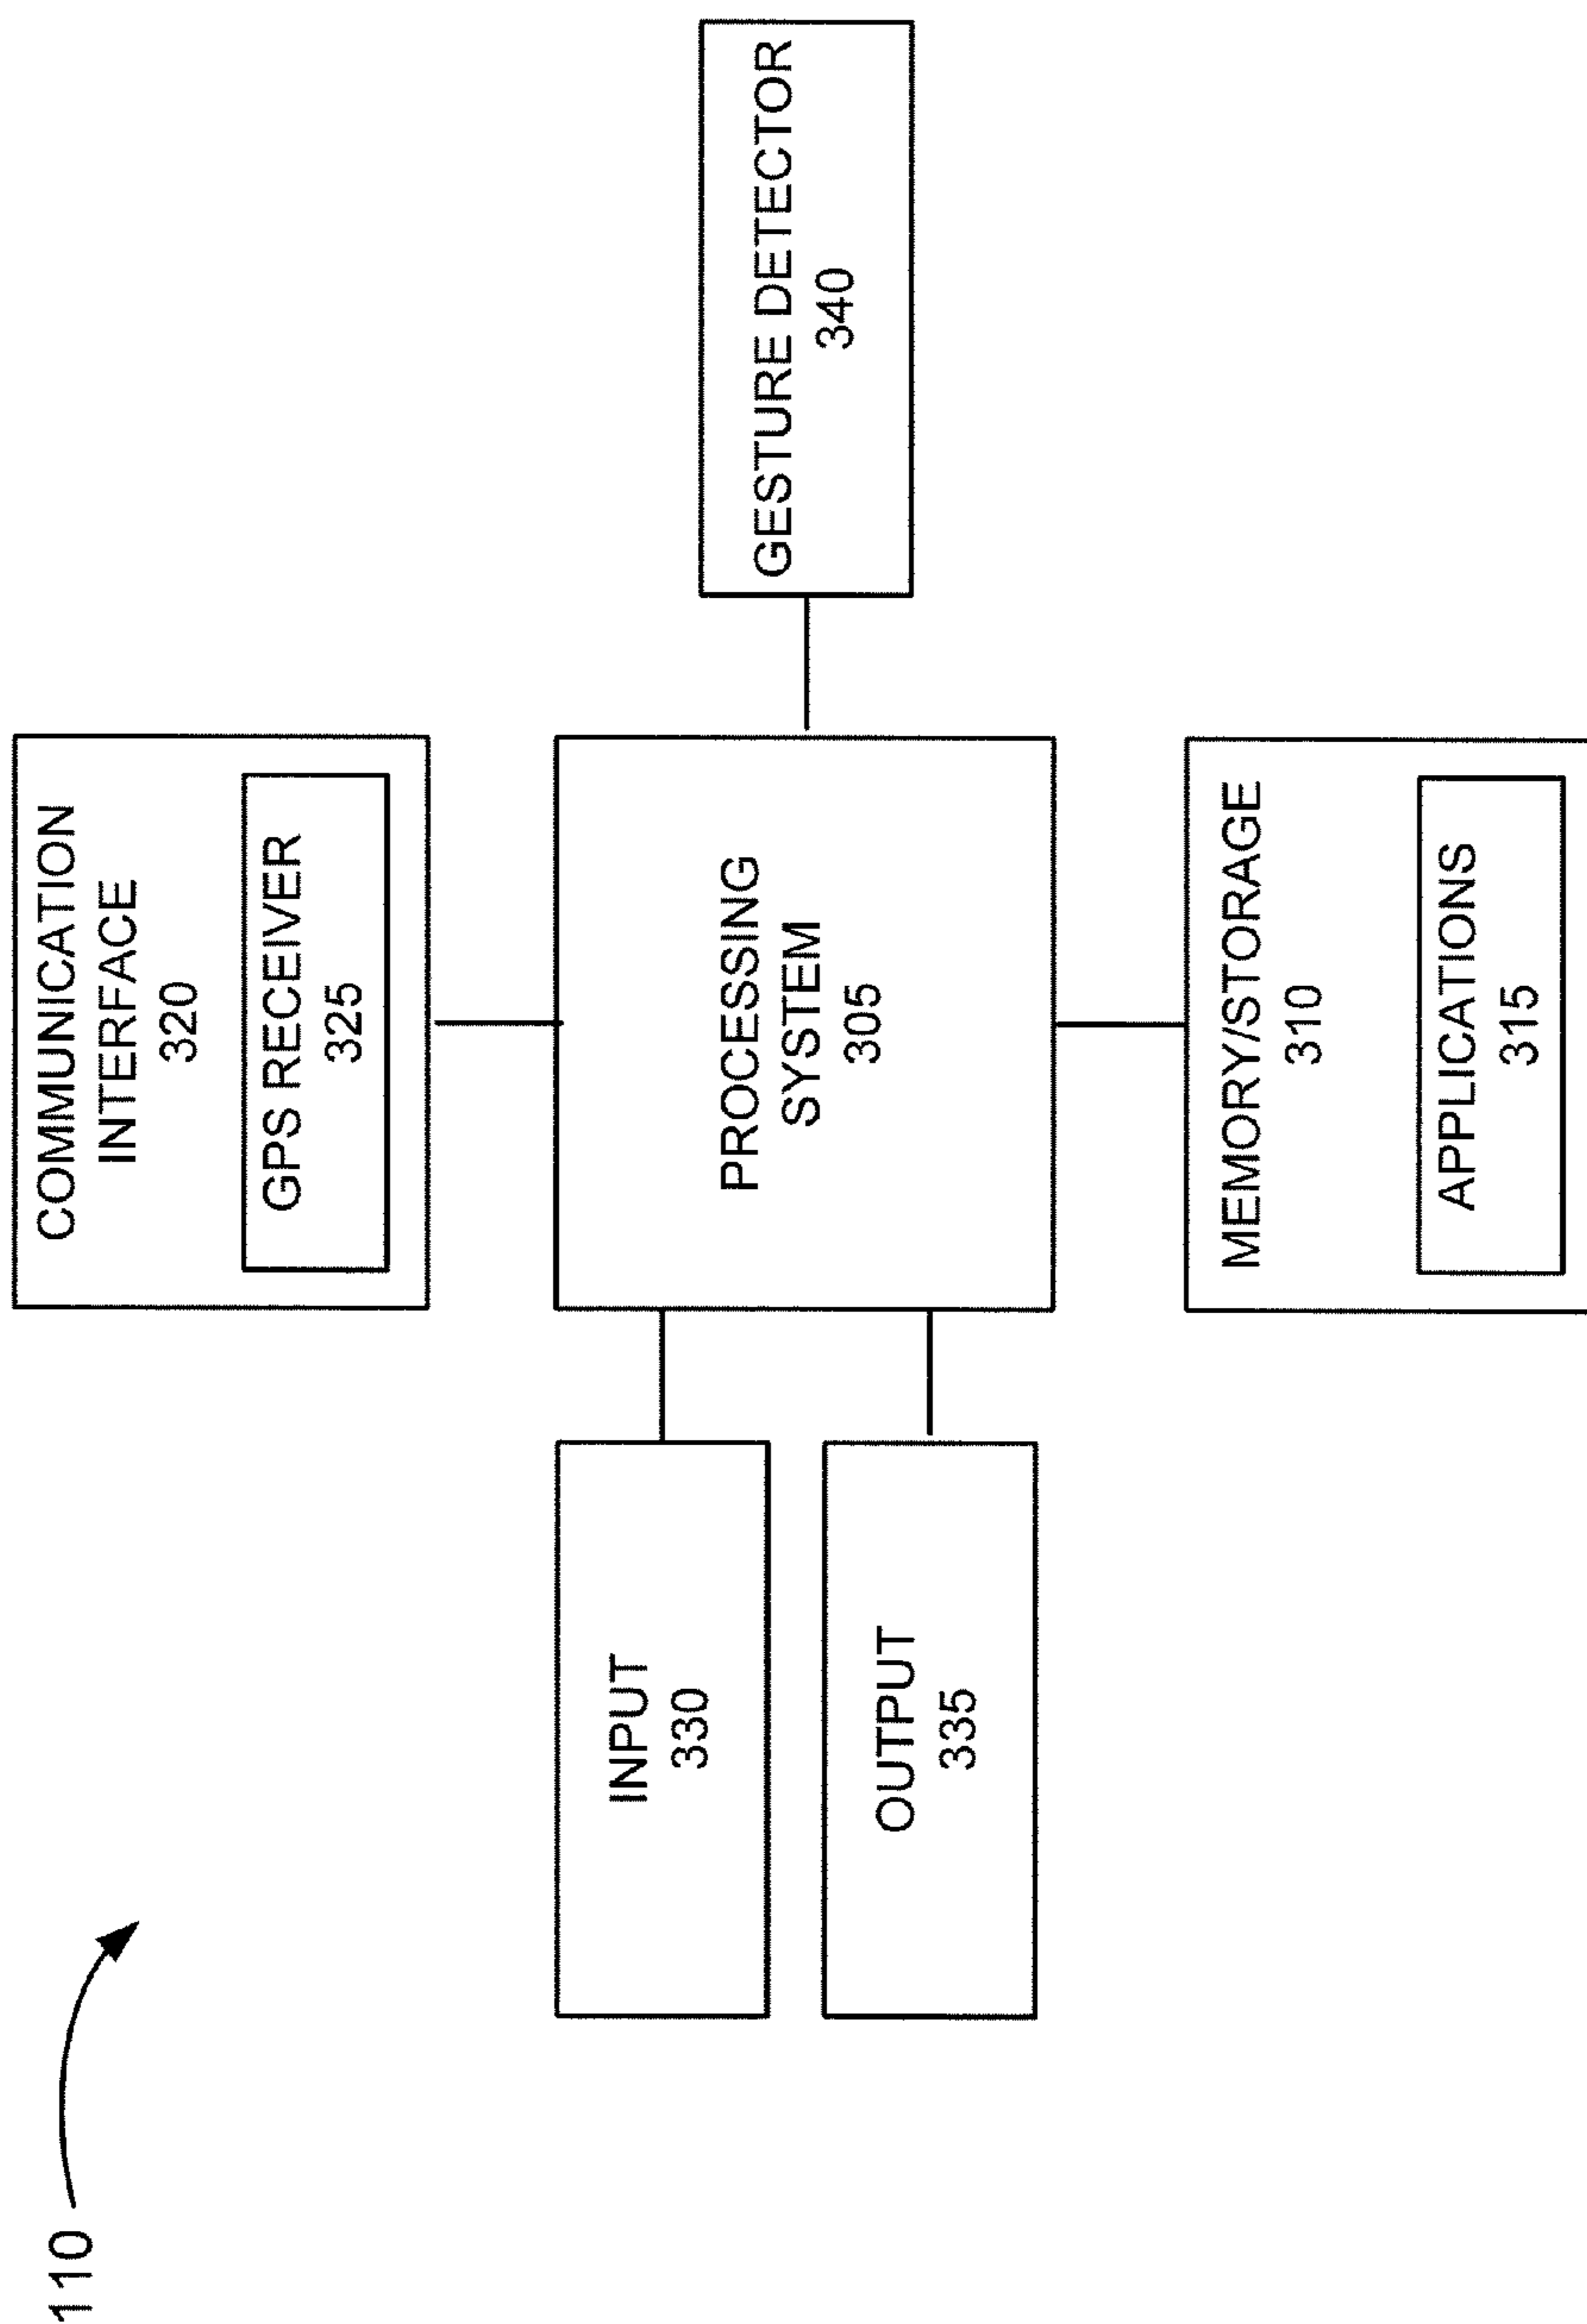 110
COMMUNICATION
INTERFACE
320
GPS RECEIVER
325
INPUT
330
OUTPUT
335
PROCESSING
SYSTEM
305
GESTURE DETECTOR
340
MEMORY/STORAGE
310
APPLICATIONS
315